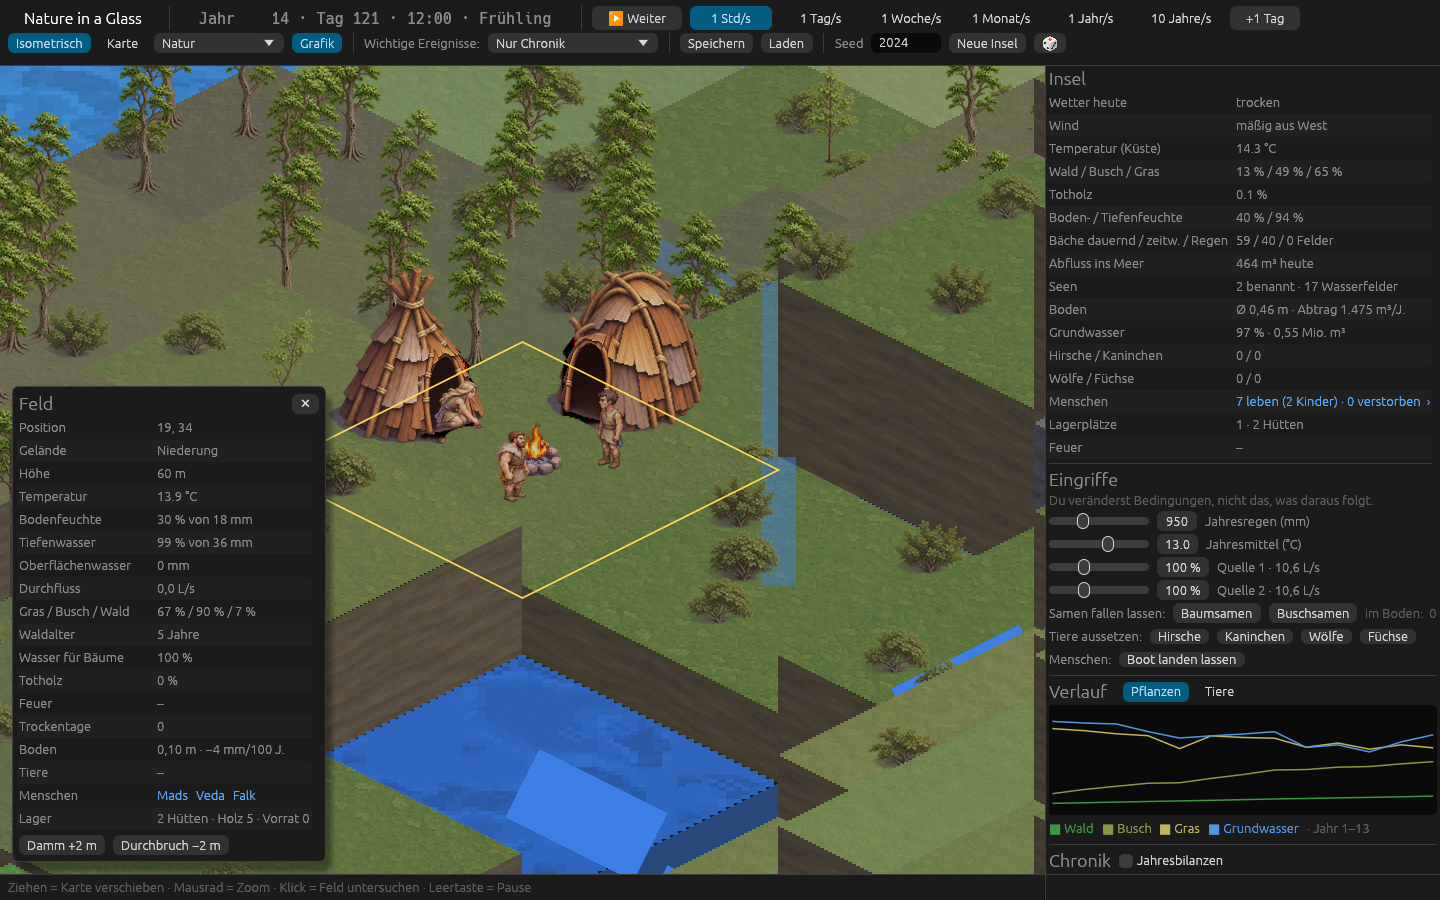 Nature in a Glass
Jahr 14 · Tag 121 · 12:00 · Frühling
Weiter
1 Std/s
1 Tag/s
1 Woche/s
1 Monat/s
1 Jahr/s
10 Jahre/s
+1 Tag
Isometrisch
Karte
Natur
Grafik
Wichtige Ereignisse:
Nur Chronik
Speichern
Laden
Seed
2024
Neue Insel
Feld
Position 19, 34
Gelände Niederung
Höhe 60 m
Temperatur 13.9 °C
Bodenfeuchte 30 % von 18 mm
Tiefenwasser 99 % von 36 mm
Oberflächenwasser 0 mm
Durchfluss 0,0 L/s
Gras / Busch / Wald 67 % / 90 % / 7 %
Waldalter 5 Jahre
Wasser für Bäume 100 %
Totholz 0 %
Feuer –
Trockentage 0
Boden 0,10 m · −4 mm/100 J.
Tiere –
Menschen Mads Veda Falk
Lager 2 Hütten · Holz 5 · Vorrat 0
Damm +2 m
Durchbruch −2 m
Insel
Wetter heute trocken
Wind mäßig aus West
Temperatur (Küste) 14.3 °C
Wald / Busch / Gras 13 % / 49 % / 65 %
Totholz 0.1 %
Boden- / Tiefenfeuchte 40 % / 94 %
Bäche dauernd / zeitw. / Regen 59 / 40 / 0 Felder
Abfluss ins Meer 464 m³ heute
Seen 2 benannt · 17 Wasserfelder
Boden Ø 0,46 m · Abtrag 1.475 m³/J.
Grundwasser 97 % · 0,55 Mio. m³
Hirsche / Kaninchen 0 / 0
Wölfe / Füchse 0 / 0
Menschen 7 leben (2 Kinder) · 0 verstorben ›
Lagerplätze 1 · 2 Hütten
Feuer –
Eingriffe
Du veränderst Bedingungen, nicht das, was daraus folgt.
950 Jahresregen (mm)
13.0 Jahresmittel (°C)
100 % Quelle 1 · 10,6 L/s
100 % Quelle 2 · 10,6 L/s
Samen fallen lassen: Baumsamen Buschsamen im Boden: 0
Tiere aussetzen: Hirsche Kaninchen Wölfe Füchse
Menschen: Boot landen lassen
Verlauf Pflanzen Tiere
Wald Busch Gras Grundwasser · Jahr 1–13
Chronik Jahresbilanzen
Ziehen = Karte verschieben · Mausrad = Zoom · Klick = Feld untersuchen · Leertaste = Pause